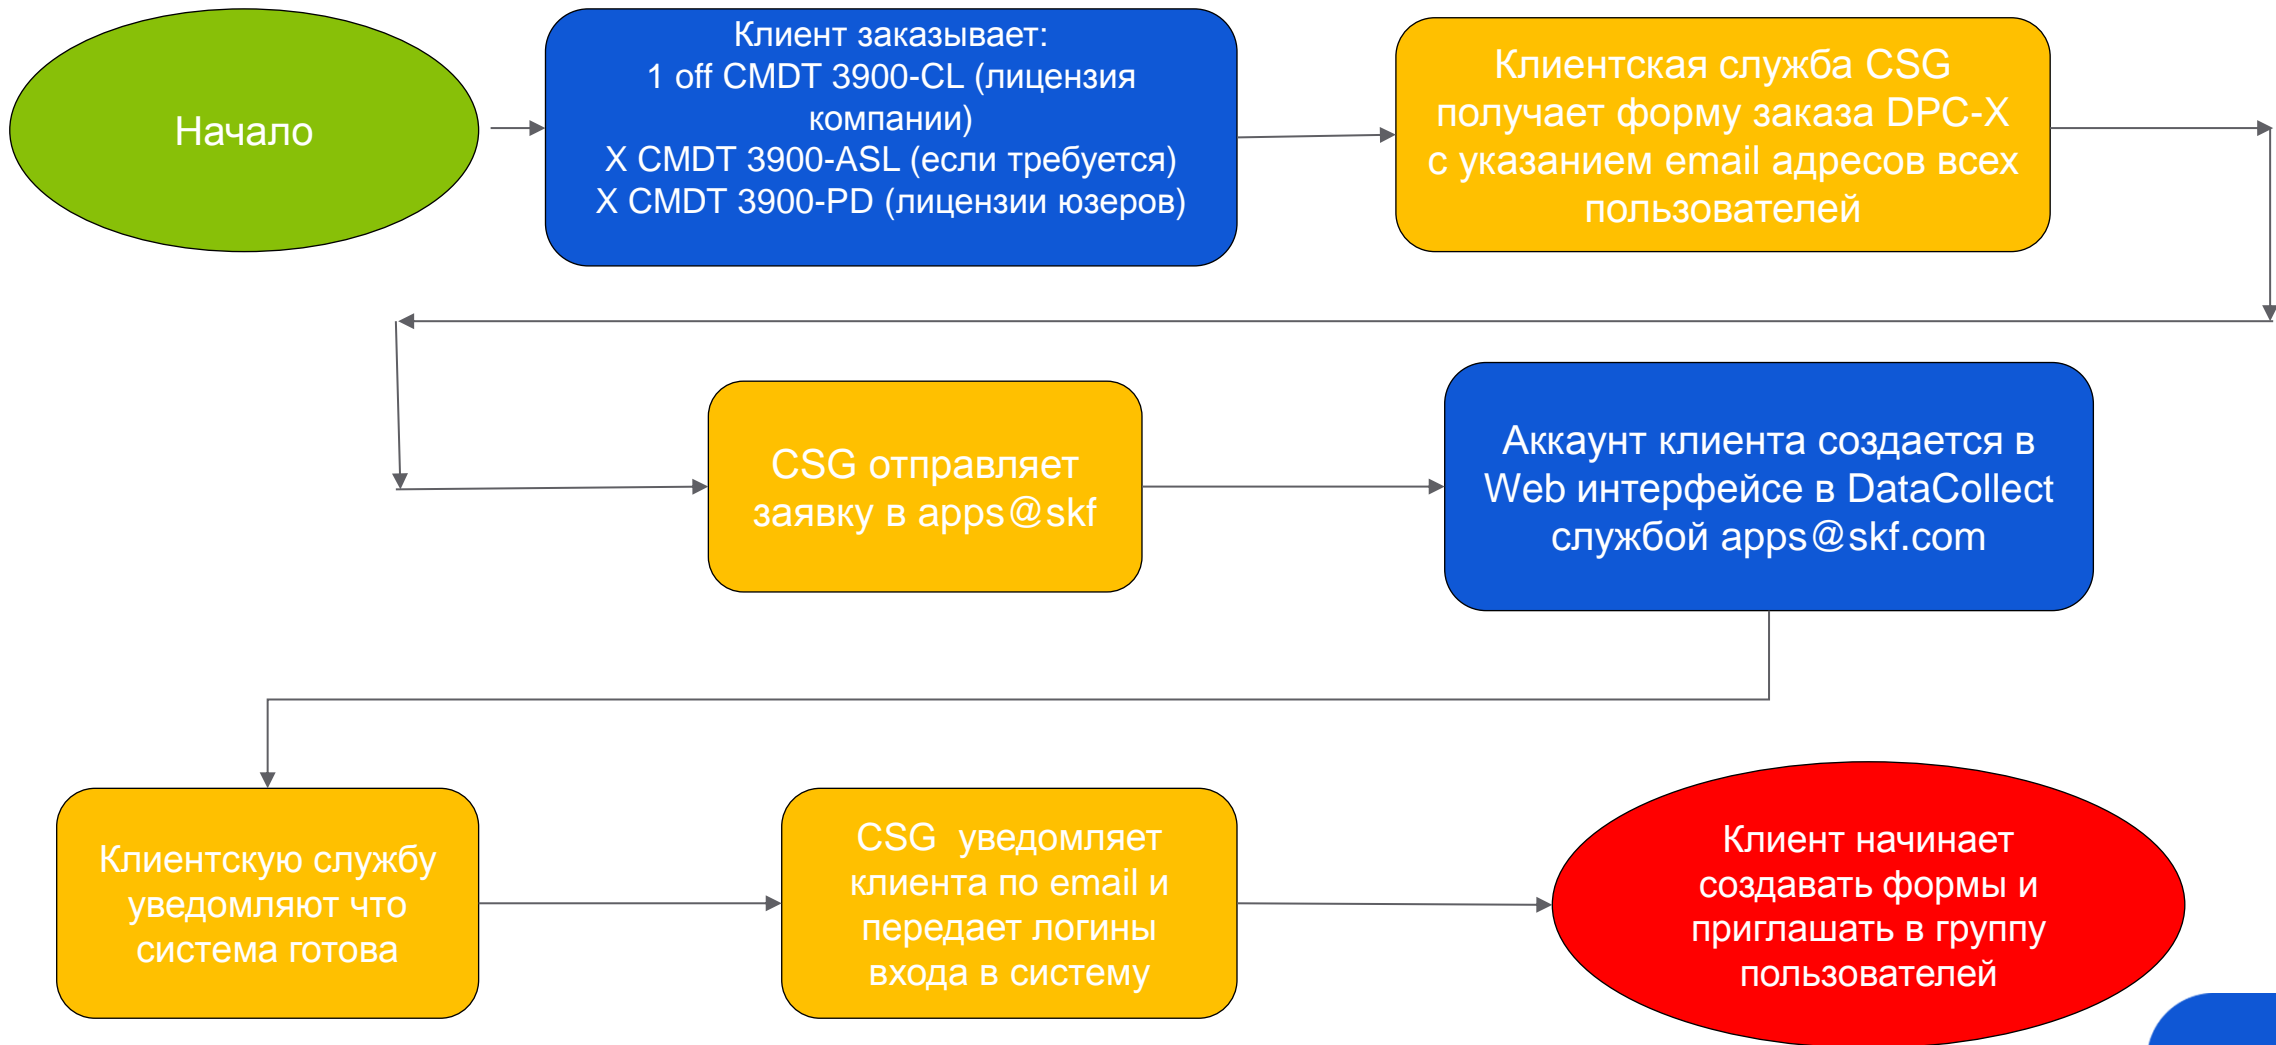 Начало
Клиент заказывает:
1 off CMDT 3900-CL (лицензия
компании)
X CMDT 3900-ASL (если требуется)
X CMDT 3900-PD (лицензии юзеров)
Клиентская служба CSG
получает форму заказа DPC-X
с указанием email адресов всех
пользователей
CSG отправляет
заявку в apps@skf
Аккаунт клиента создается в
Web интерфейсе в DataCollect
службой apps@skf.com
Клиентскую службу
уведомляют что
система готова
CSG  уведомляет
клиента по email и
передает логины
входа в систему
Клиент начинает
создавать формы и
приглашать в группу
пользователей